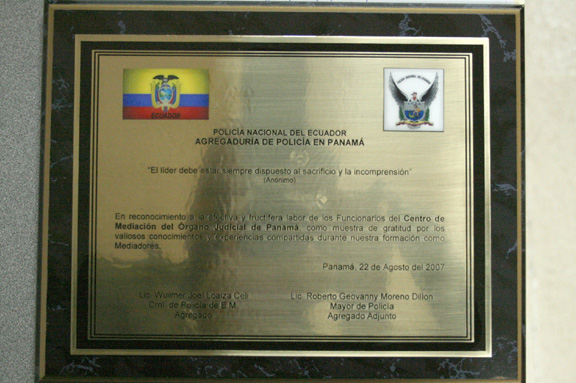 ECUADOR
POLICÍA NACIONAL DEL ECUADOR
AGREGADURÍA DE POLICÍA EN PANAMÁ
"El líder debe estar siempre dispuesto al sacrificio y la incomprensión"
(Anónimo)
En reconocimiento a la efectiva y fructífera labor de los Funcionarios del Centro de
Mediación del Órgano Judicial de Panamá, como muestra de gratitud por los
valiosos conocimientos y experiencias compartidas durante nuestra formación como
Mediadores.
Panamá, 22 de Agosto del 2007
Lic. Wuilmer Joel Loaiza Celi
Lic. Roberto Geovanny Moreno Dillon
Crnl. de Policía de E.M.
Mayor de Policía
Agregado
Agregado Adjunto